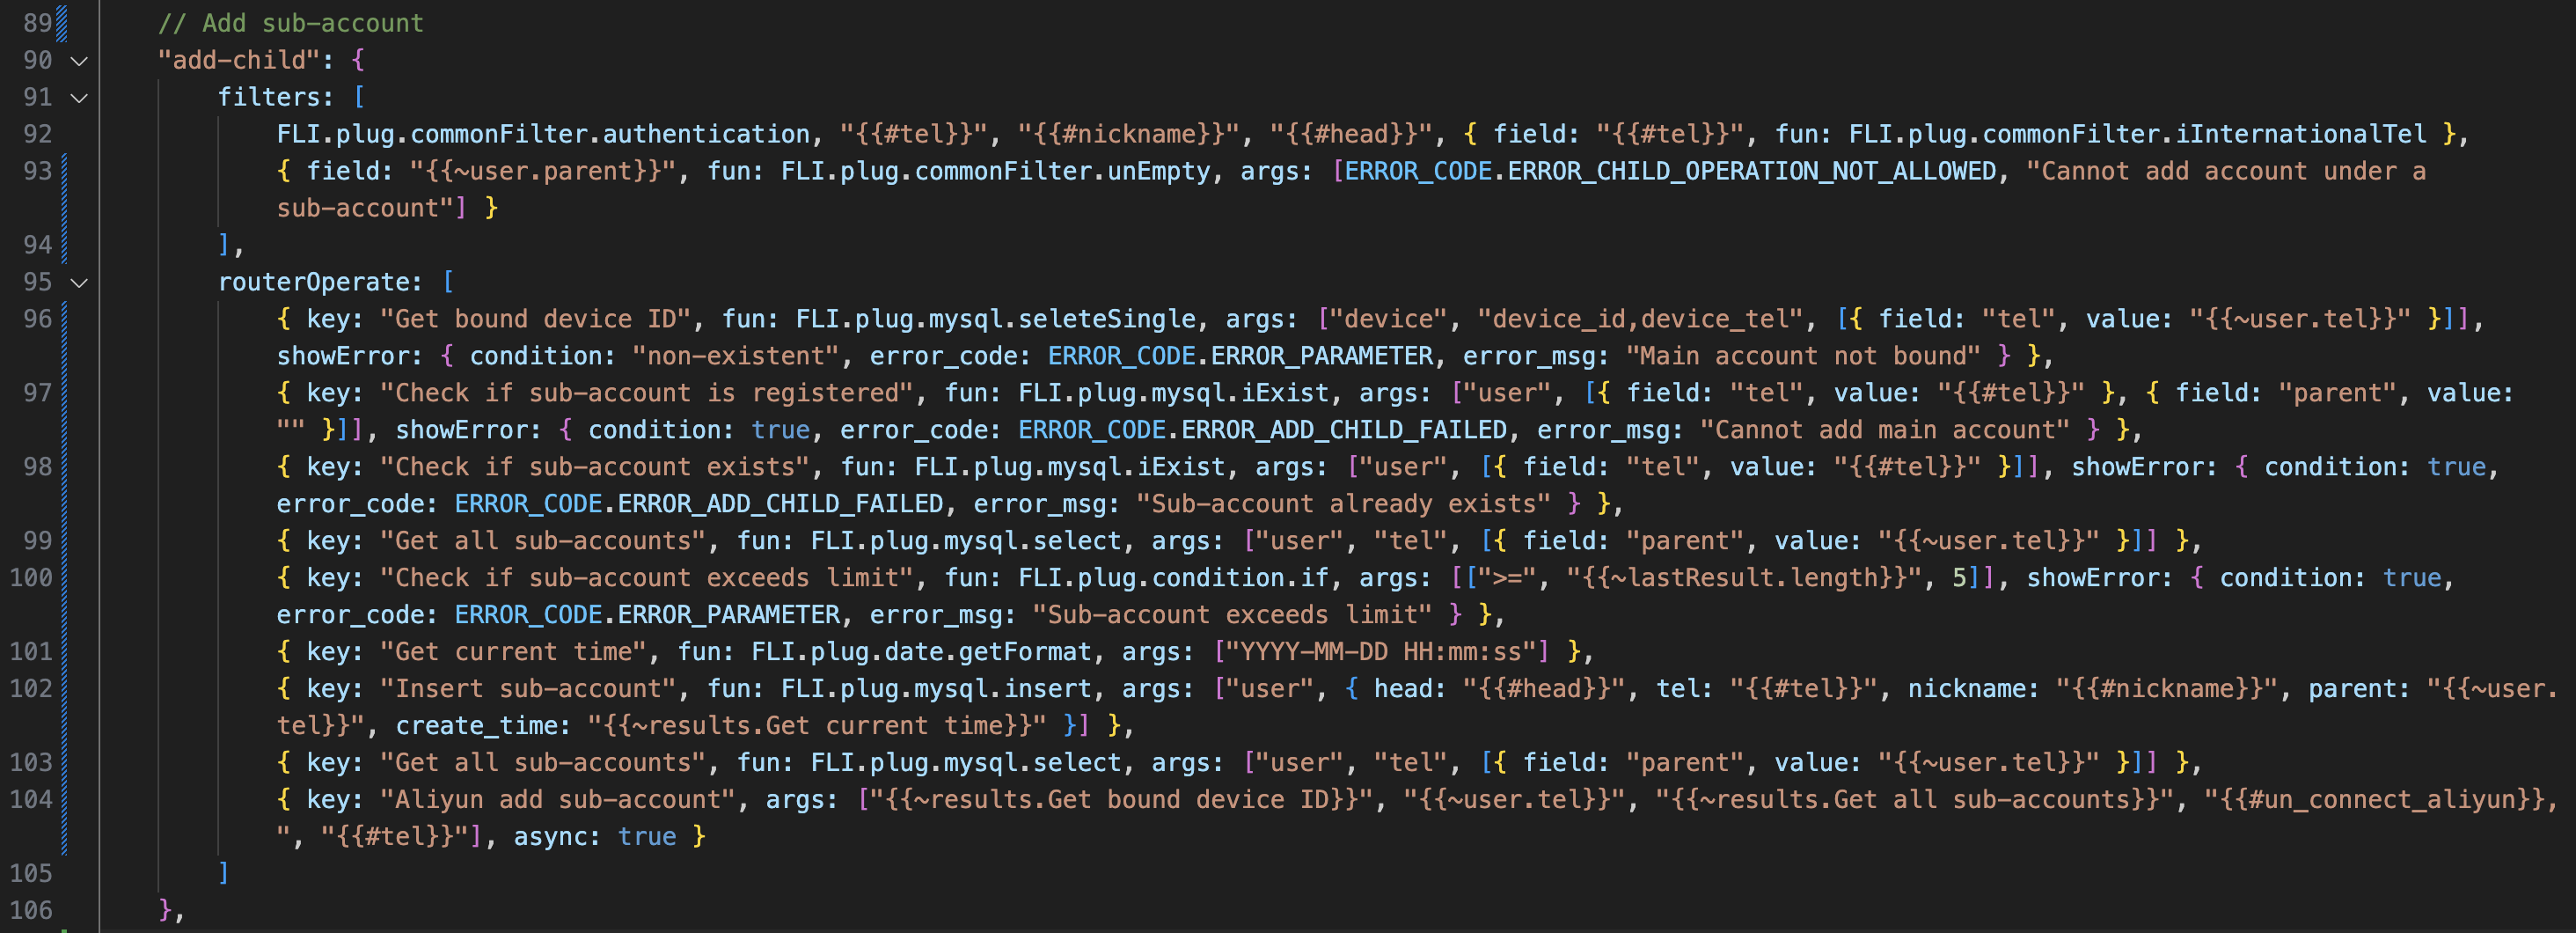 89 // Add sub-account
90 "add-child": {
91 filters: [
92 FLI.plug.commonFilter.authentication, "{{#tel}}", "{{#nickname}}", "{{#head}}", { field: "{{#tel}}", fun: FLI.plug.commonFilter.iInternationalTel },
93 { field: "{{~user.parent}}", fun: FLI.plug.commonFilter.unEmpty, args: [ERROR_CODE.ERROR_CHILD_OPERATION_NOT_ALLOWED, "Cannot add account under a
sub-account"] }
94 ],
95 routerOperate: [
96 { key: "Get bound device ID", fun: FLI.plug.mysql.seleteSingle, args: ["device", "device_id,device_tel", [{ field: "tel", value: "{{~user.tel}}" }]],
showError: { condition: "non-existent", error_code: ERROR_CODE.ERROR_PARAMETER, error_msg: "Main account not bound" } },
97 { key: "Check if sub-account is registered", fun: FLI.plug.mysql.iExist, args: ["user", [{ field: "tel", value: "{{#tel}}" }, { field: "parent", value:
"" }]], showError: { condition: true, error_code: ERROR_CODE.ERROR_ADD_CHILD_FAILED, error_msg: "Cannot add main account" } },
98 { key: "Check if sub-account exists", fun: FLI.plug.mysql.iExist, args: ["user", [{ field: "tel", value: "{{#tel}}" }]], showError: { condition: true,
error_code: ERROR_CODE.ERROR_ADD_CHILD_FAILED, error_msg: "Sub-account already exists" } },
99 { key: "Get all sub-accounts", fun: FLI.plug.mysql.select, args: ["user", "tel", [{ field: "parent", value: "{{~user.tel}}" }]] },
100 { key: "Check if sub-account exceeds limit", fun: FLI.plug.condition.if, args: [[">=", "{{~lastResult.length}}", 5]], showError: { condition: true,
error_code: ERROR_CODE.ERROR_PARAMETER, error_msg: "Sub-account exceeds limit" } },
101 { key: "Get current time", fun: FLI.plug.date.getFormat, args: ["YYYY-MM-DD HH:mm:ss"] },
102 { key: "Insert sub-account", fun: FLI.plug.mysql.insert, args: ["user", { head: "{{#head}}", tel: "{{#tel}}", nickname: "{{#nickname}}", parent: "{{~user.
tel}}", create_time: "{{~results.Get current time}}" }] },
103 { key: "Get all sub-accounts", fun: FLI.plug.mysql.select, args: ["user", "tel", [{ field: "parent", value: "{{~user.tel}}" }]] },
104 { key: "Aliyun add sub-account", args: ["{{~results.Get bound device ID}}", "{{~user.tel}}", "{{~results.Get all sub-accounts}}", "{{#un_connect_aliyun}},
", "{{#tel}}"], async: true }
105 ]
106 },